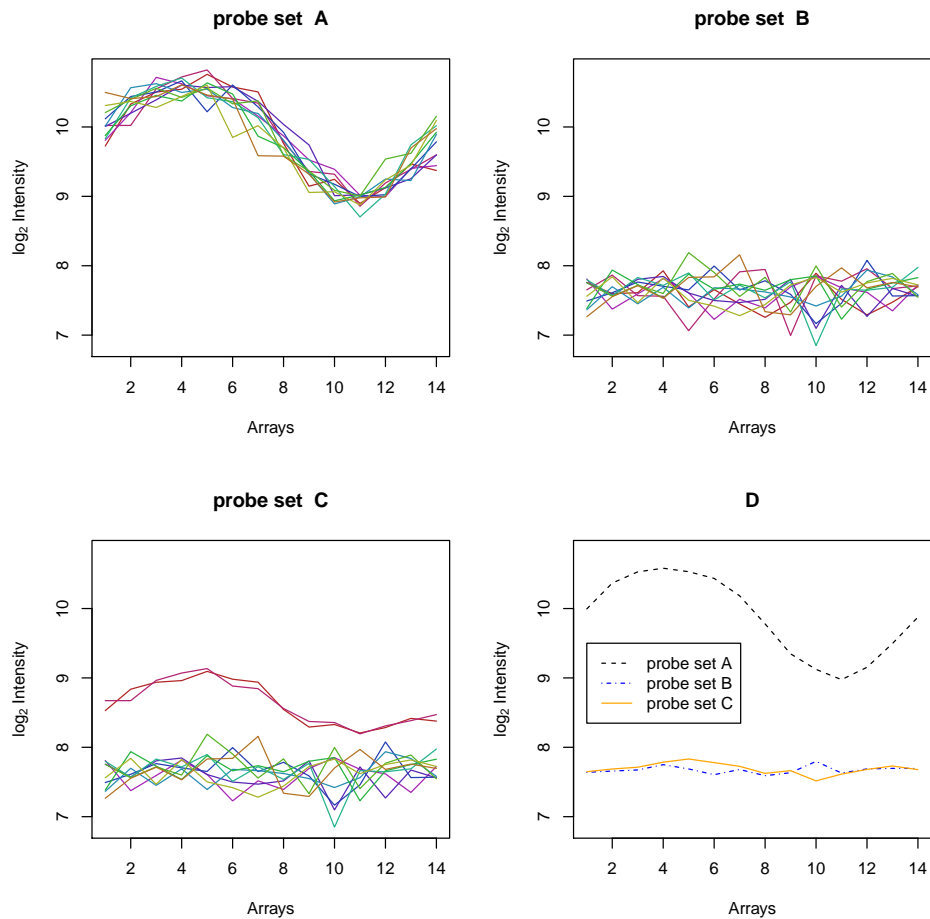 probe set A
log2 Intensity
10
9
8
7
2 4 6 8 10 12 14
Arrays
probe set B
log2 Intensity
10
9
8
7
2 4 6 8 10 12 14
Arrays
probe set C
log2 Intensity
10
9
8
7
2 4 6 8 10 12 14
Arrays
D
log2 Intensity
10
9
8
7
probe set A
probe set B
probe set C
2 4 6 8 10 12 14
Arrays